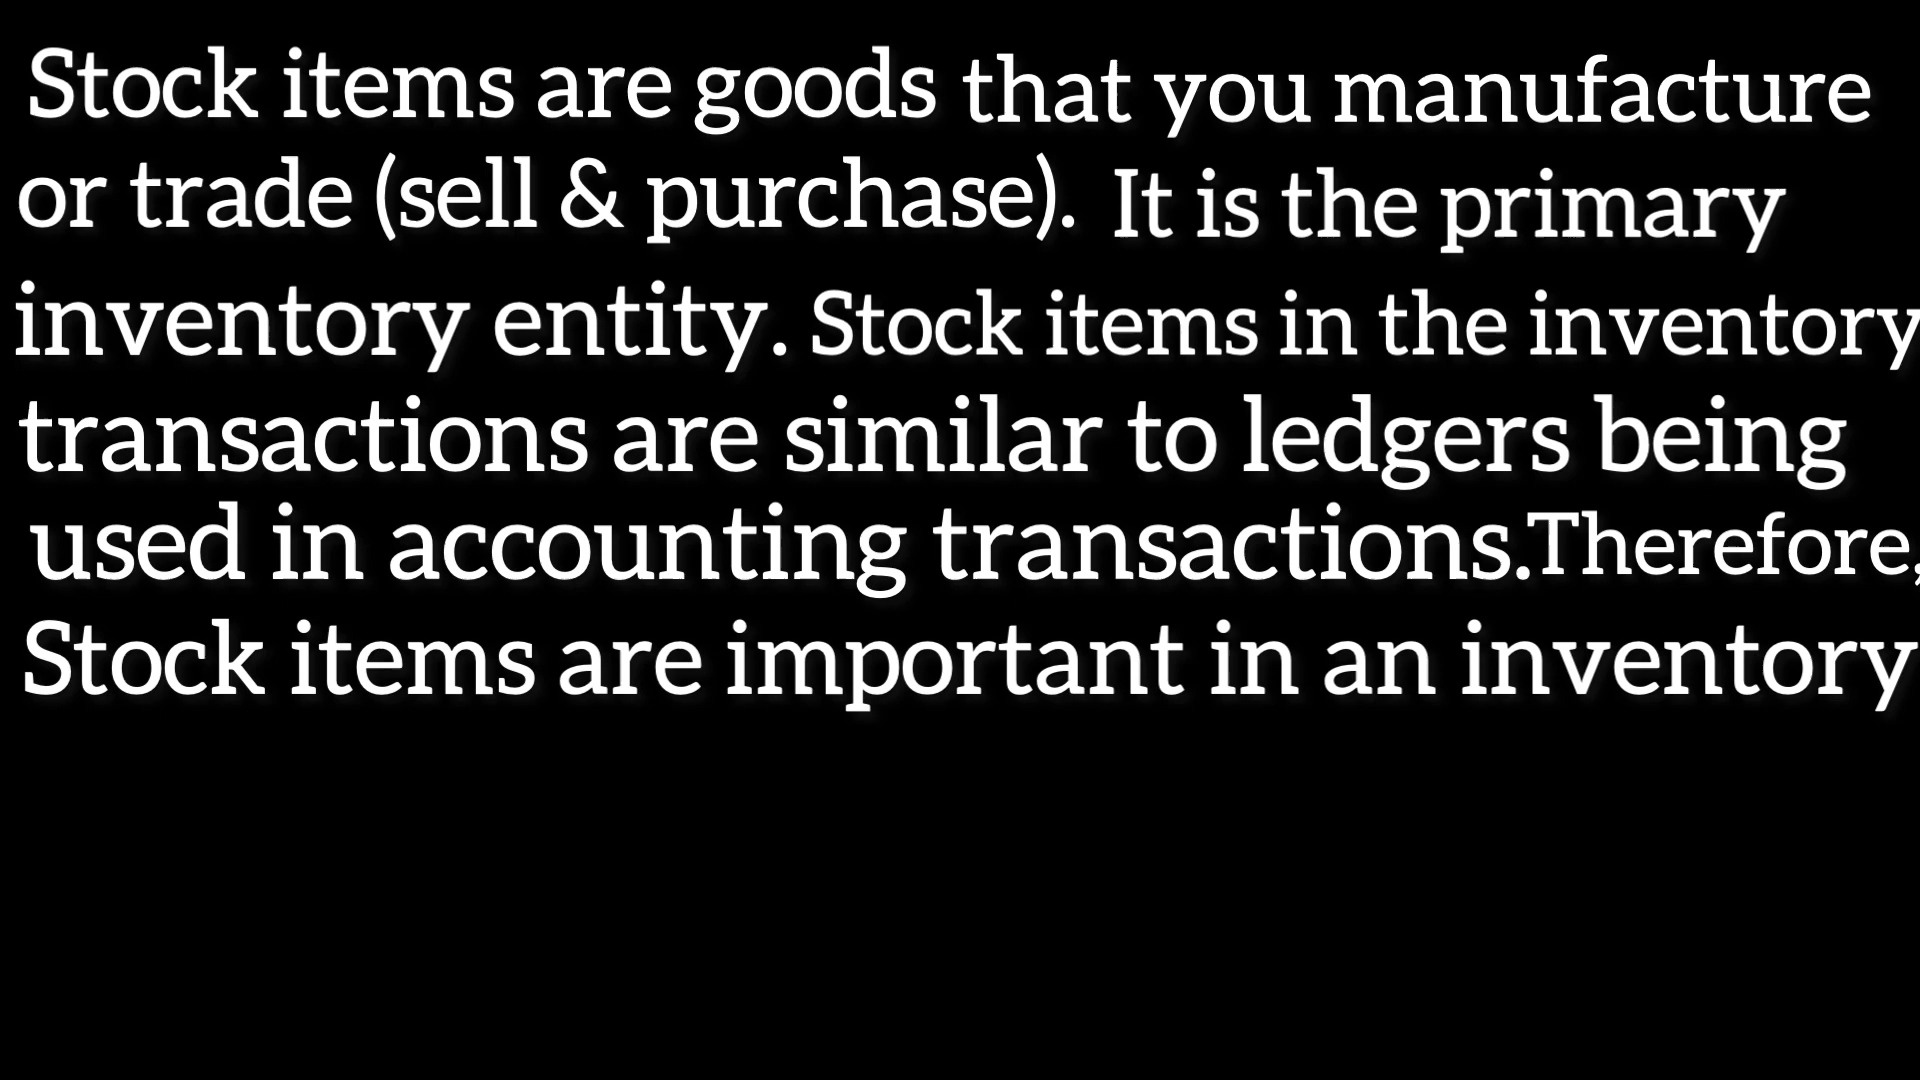 Stock items are goods that you manufacture
or trade (sell & purchase). It is the primary
inventory entity. Stock items in the inventory
transactions are similar to ledgers being
used in accounting transactions.Therefore,
Stock items are important in an inventory